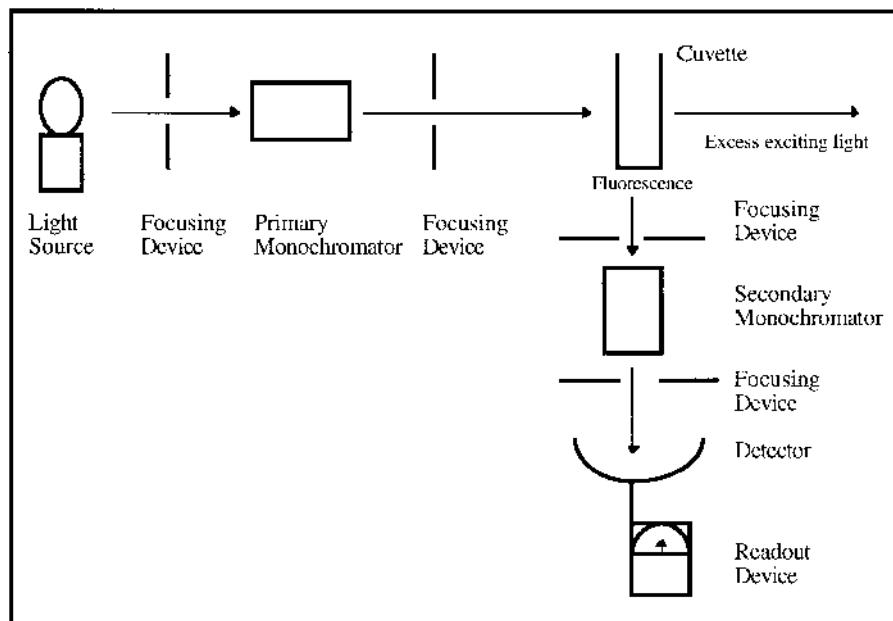 Cuvette
Excess exciting light
Fluorescence
Light
Source
Focusing
Device
Primary
Monochromator
Focusing
Device
Focusing
Device
Secondary
Monochromator
Focusing
Device
Detector
Readout
Device